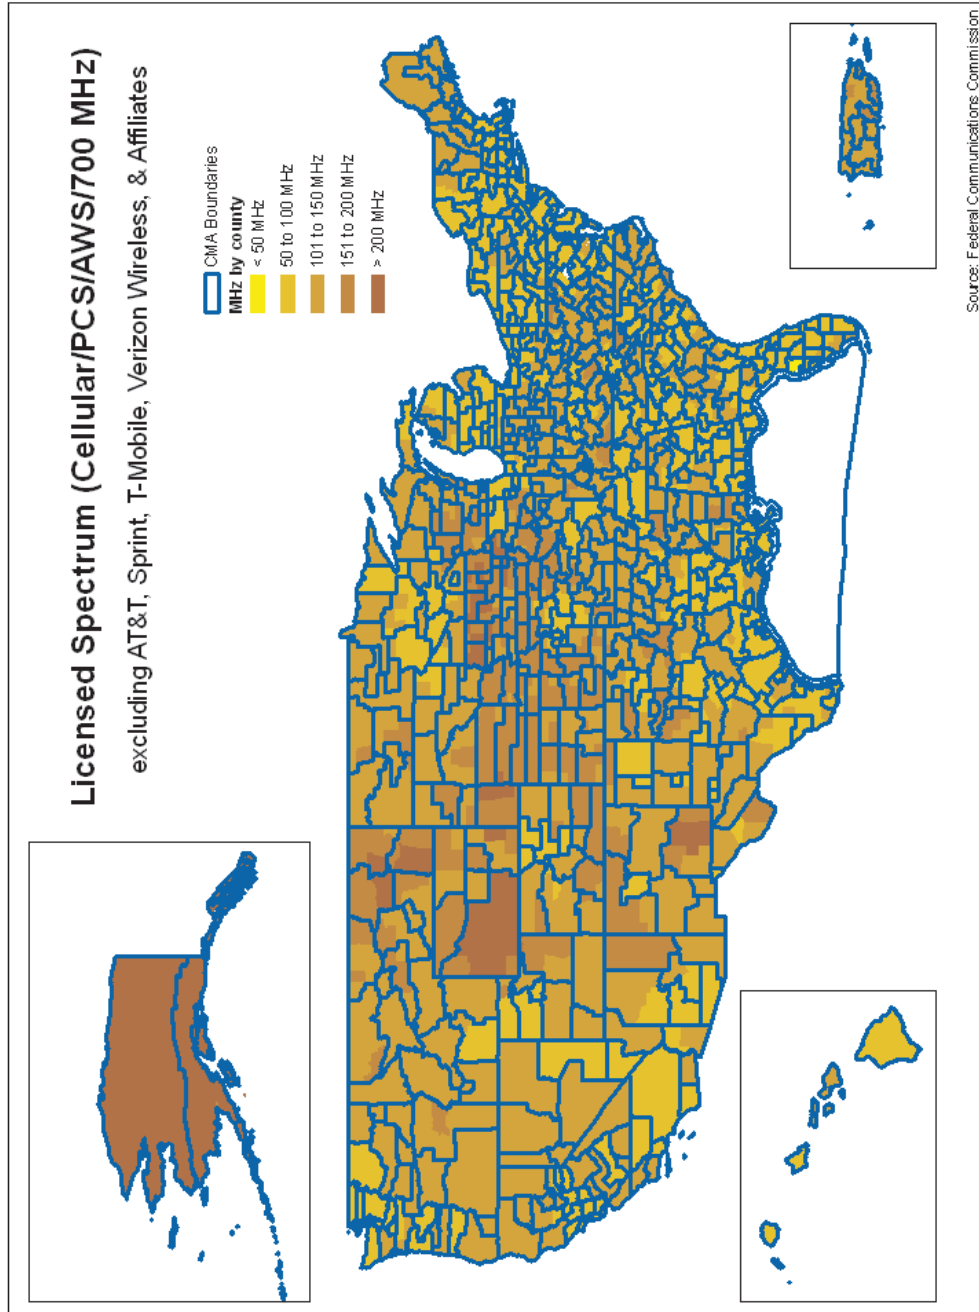 Licensed Spectrum (Cellular/PCS/AWS/700 MHz)
excluding AT&T, Sprint, T-Mobile, Verizon Wireless, & Affiliates
CMA Boundaries
MHz by county
< 50 MHz
50 to 100 MHz
101 to 150 MHz
151 to 200 MHz
> 200 MHz
Source: Federal Communications Commission